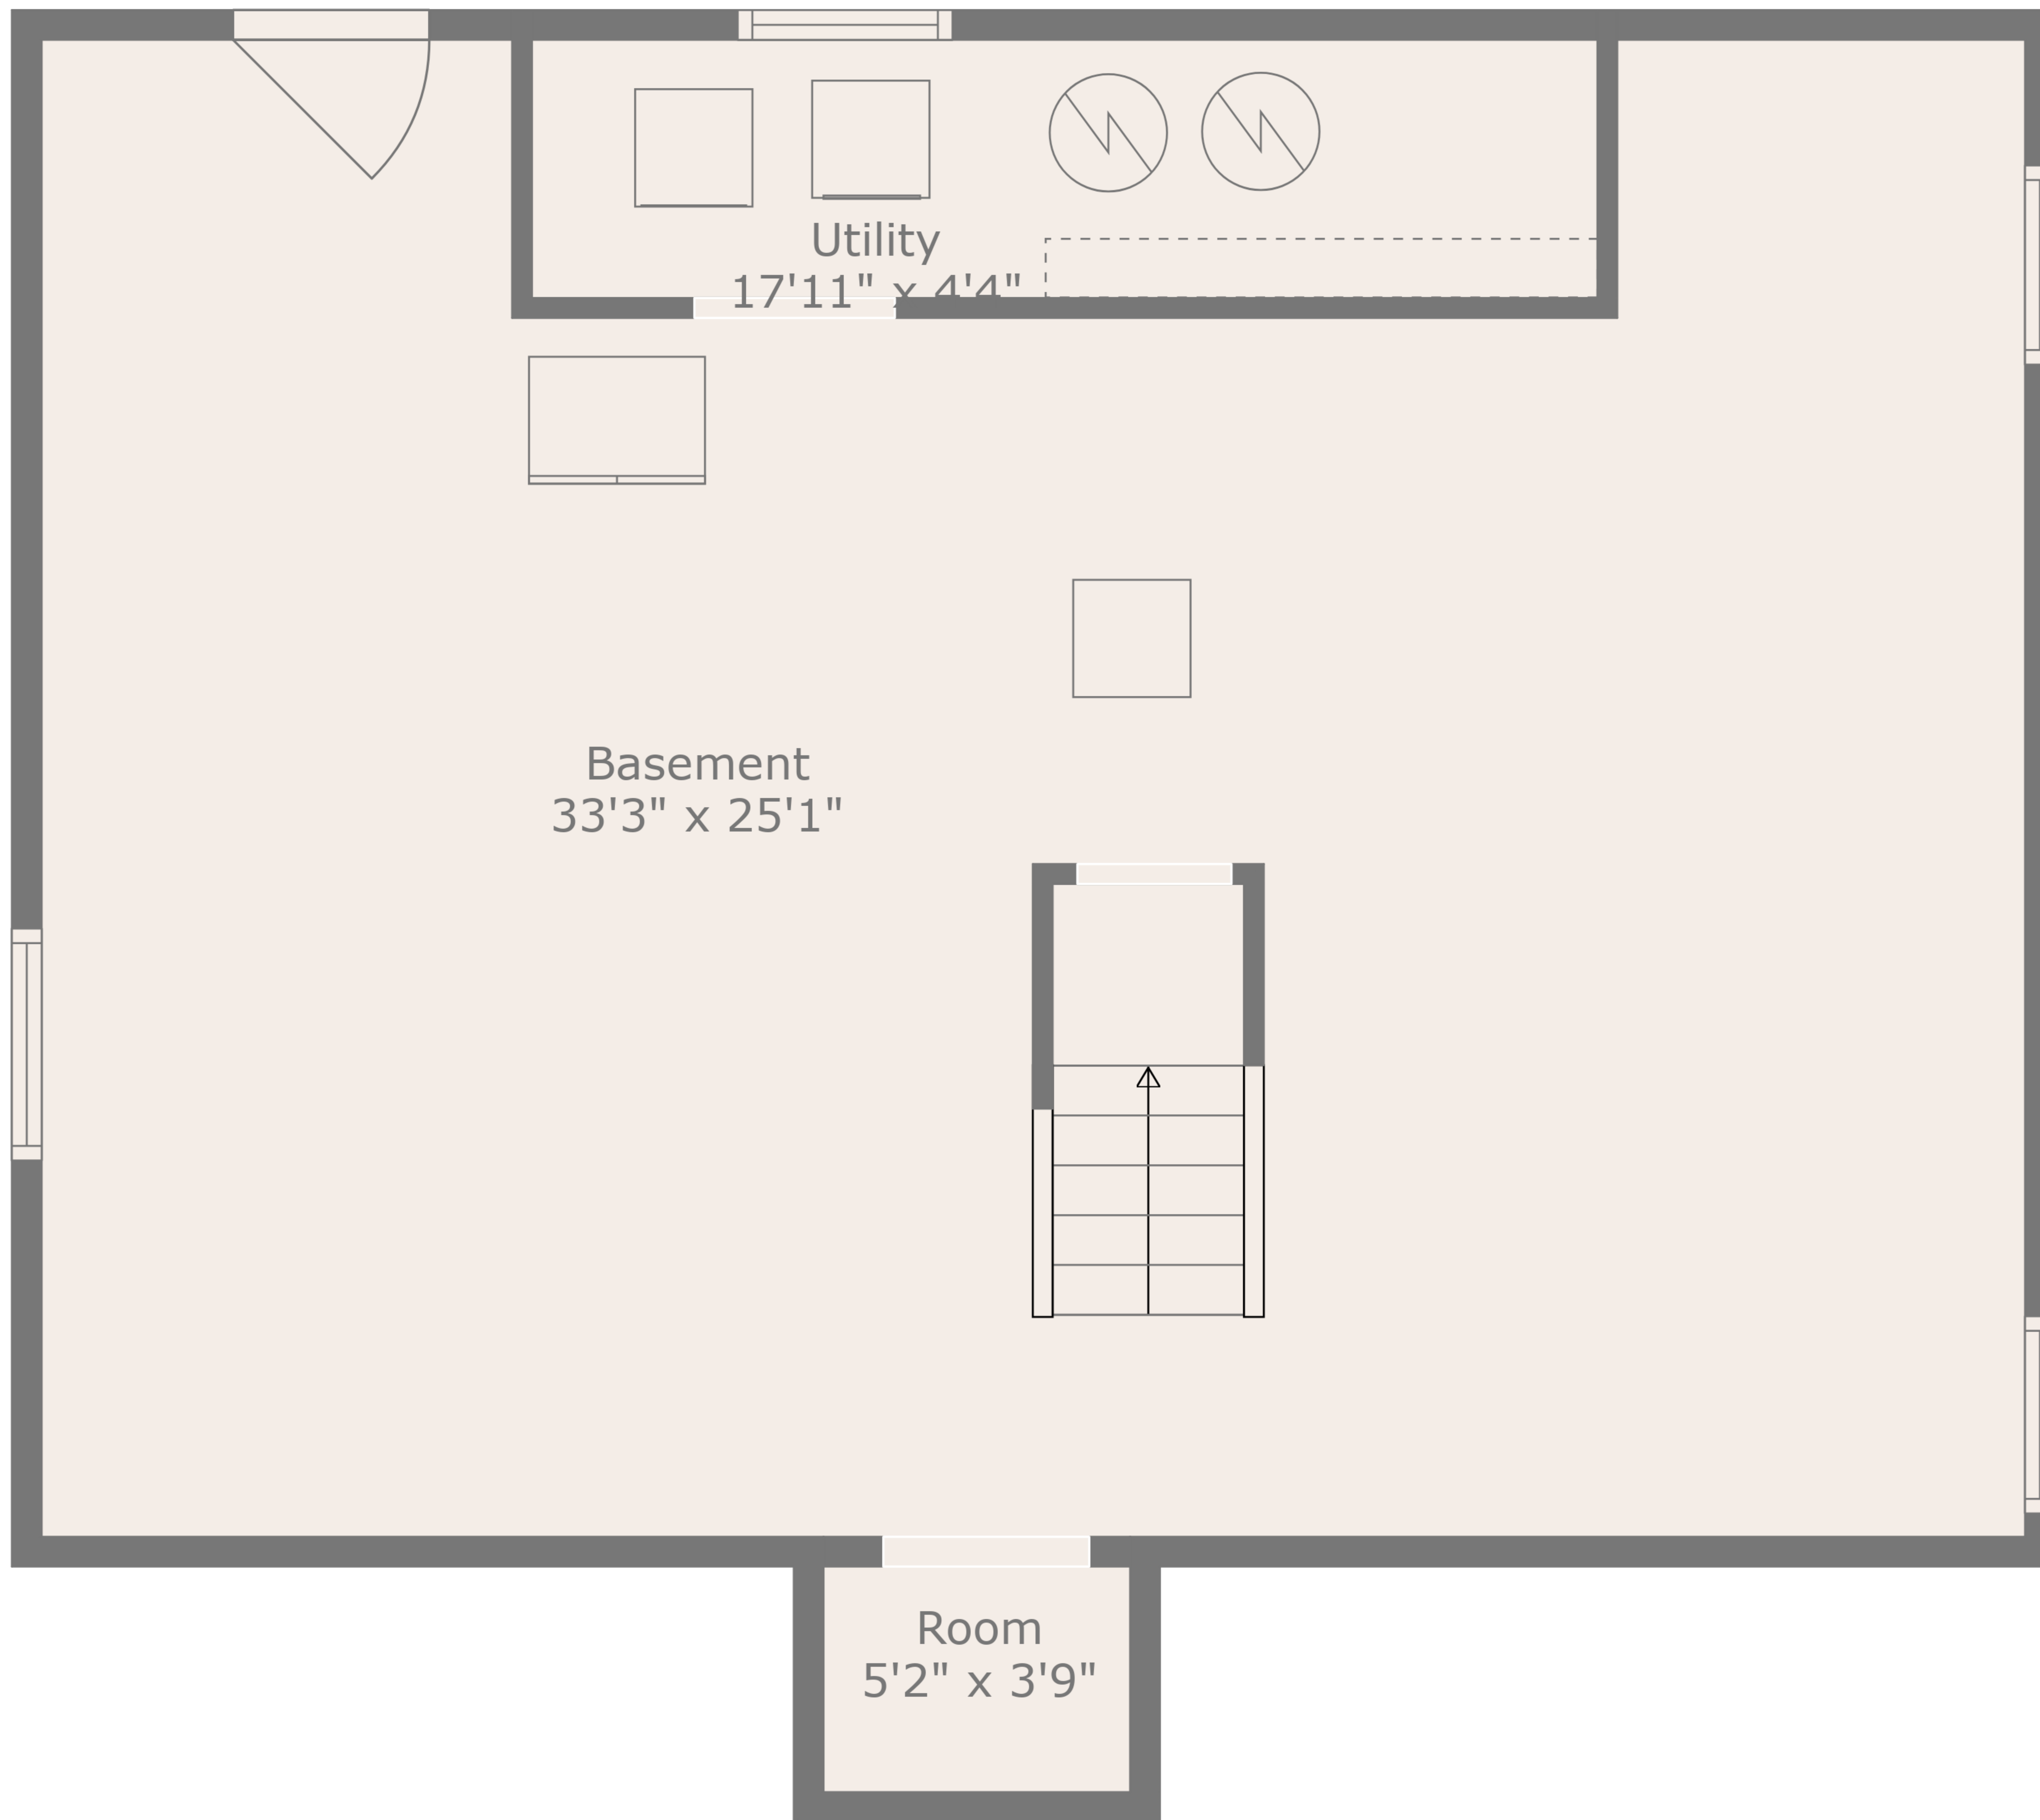 Utility
17'11" x 4'4"
Basement
33'3" x 25'1"
Room
5'2" x 3'9"